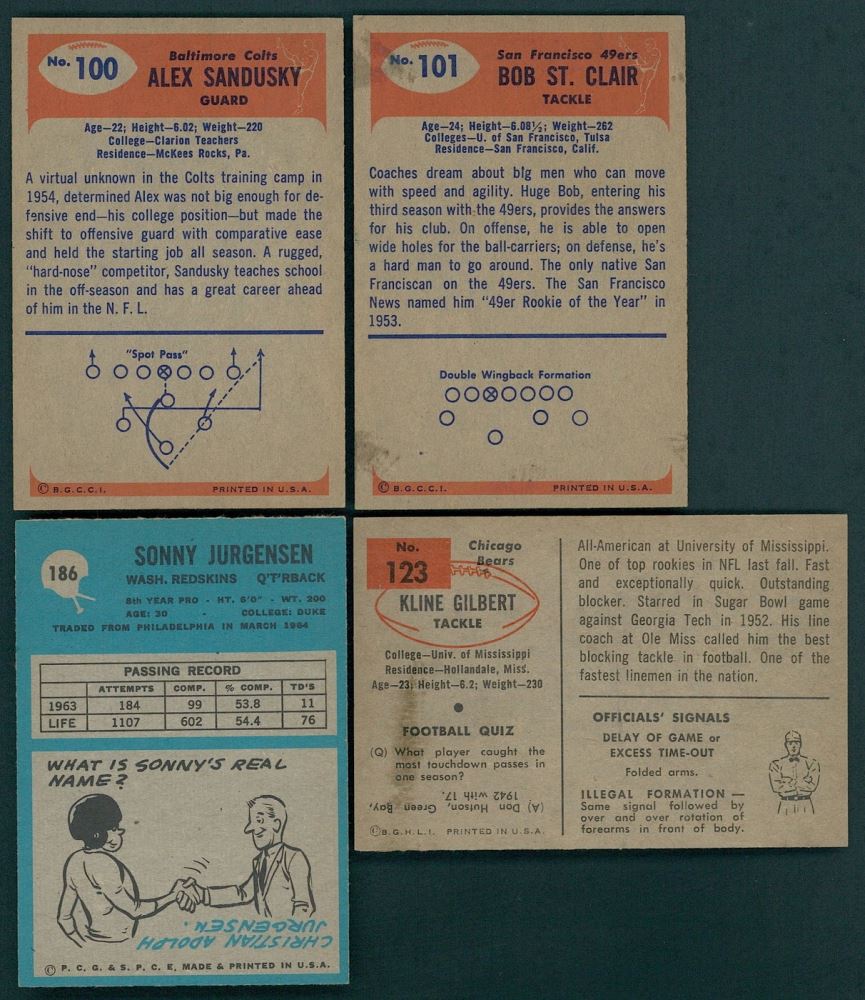 No. 100
Baltimore Colts
ALEX SANDUSKY
GUARD
Age—22; Height—6.02; Weight—220
College—Clarion Teachers
Residence—McKees Rocks, Pa.
A virtual unknown in the Colts training camp in
1954, determined Alex was not big enough for de-
fensive end—his college position—but made the
shift to offensive guard with comparative ease
and held the starting job all season. A rugged,
"hard-nose" competitor, Sandusky teaches school
in the off-season and has a great career ahead
of him in the N. F. L.
"Spot Pass"
© B.G.C.C.I. PRINTED IN U.S.A.
No. 101
San Francisco 49ers
BOB ST. CLAIR
TACKLE
Age—24; Height—6.08½; Weight—262
Colleges—U. of San Francisco, Tulsa
Residence—San Francisco, Calif.
Coaches dream about big men who can move
with speed and agility. Huge Bob, entering his
third season with the 49ers, provides the answers
for his club. On offense, he is able to open
wide holes for the ball-carriers; on defense, he's
a hard man to go around. The only native San
Franciscan on the 49ers. The San Francisco
News named him "49er Rookie of the Year" in
1953.
Double Wingback Formation
© B.G.C.C.I. PRINTED IN U.S.A.
186
SONNY JURGENSEN
WASH. REDSKINS Q'T'RBACK
8th YEAR PRO - HT. 6'0" - WT. 200
AGE: 30 - COLLEGE: DUKE
TRADED FROM PHILADELPHIA IN MARCH 1964
PASSING RECORD
ATTEMPTS COMP. % COMP. TD'S
1963 184 99 53.8 11
LIFE 1107 602 54.4 76
WHAT IS SONNY'S REAL
NAME?
CHRISTIAN ADOLPH
JURGENSEN.
© P. C. G. & S. P. C. E, MADE & PRINTED IN U.S.A.
No.
123
Chicago
Bears
KLINE GILBERT
TACKLE
College—Univ. of Mississippi
Residence—Hollandale, Miss.
Age—23; Height—6.2; Weight—230
FOOTBALL QUIZ
(Q) What player caught the
most touchdown passes in
one season?
(A) Don Hutson, Green Bay,
1942 with 17.
© B.G.H.L.I. PRINTED IN U.S.A.
All-American at University of Mississippi.
One of top rookies in NFL last fall. Fast
and exceptionally quick. Outstanding
blocker. Starred in Sugar Bowl game
against Georgia Tech in 1952. His line
coach at Ole Miss called him the best
blocking tackle in football. One of the
fastest linemen in the nation.
OFFICIALS' SIGNALS
DELAY OF GAME or
EXCESS TIME-OUT
Folded arms.
ILLEGAL FORMATION —
Same signal followed by
over and over rotation of
forearms in front of body.